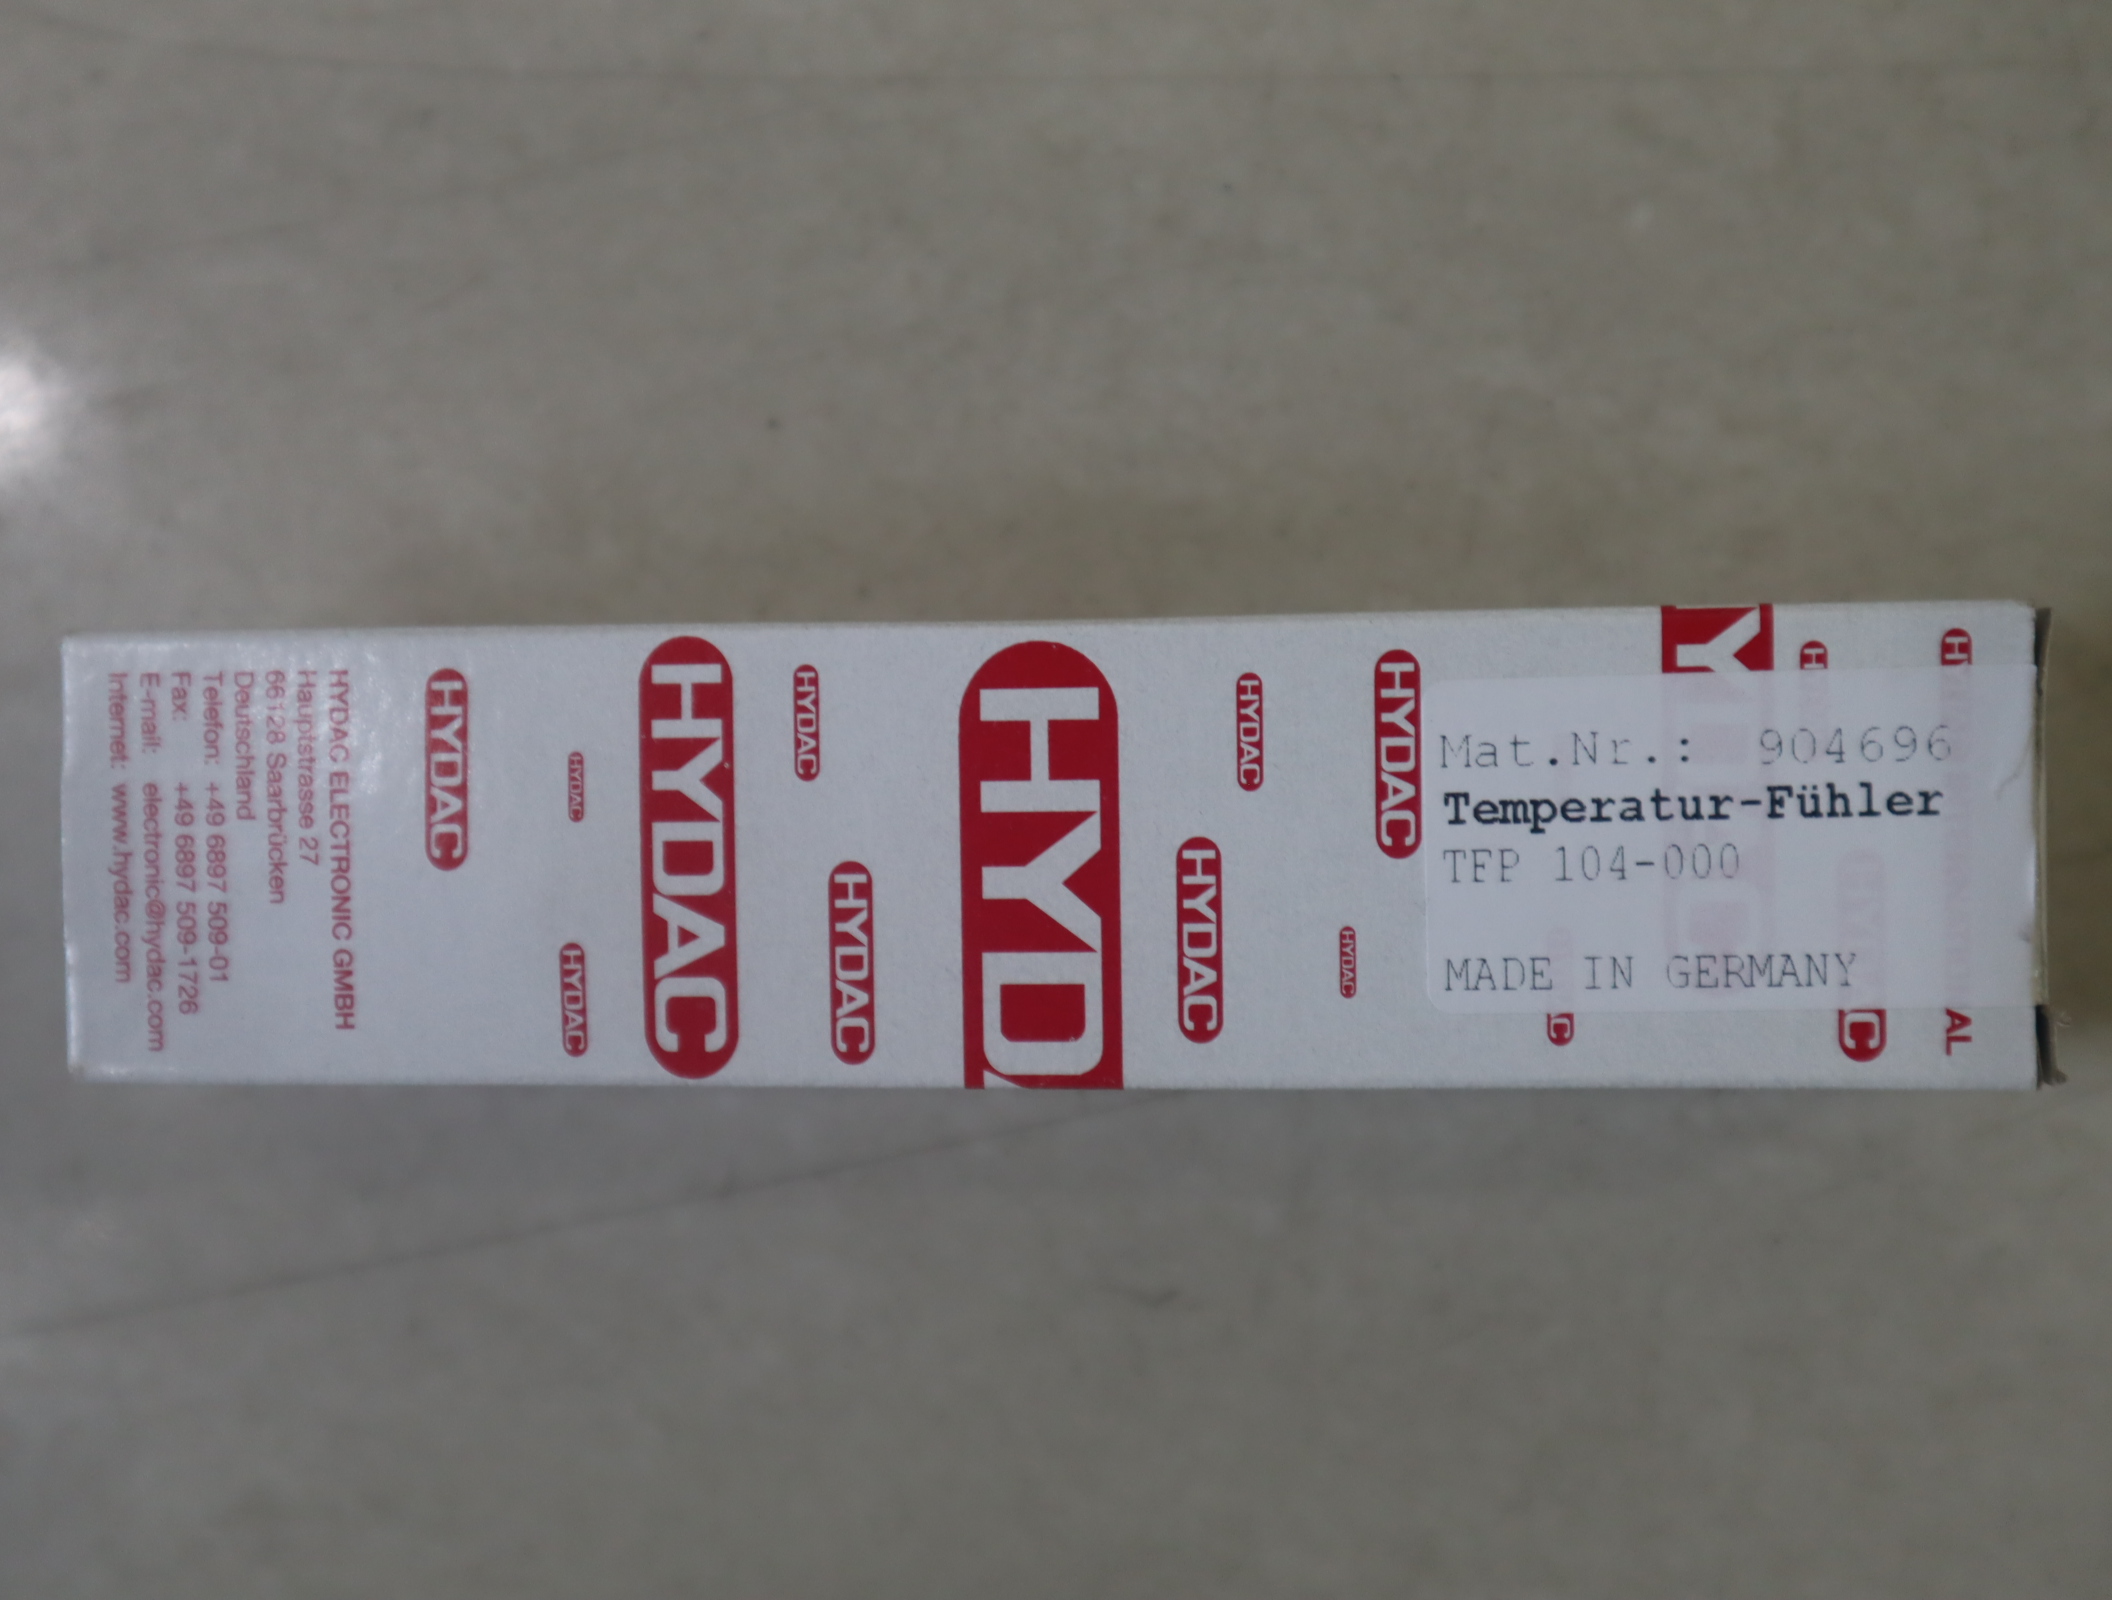 HYDAC ELECTRONIC GMBH
Hauptstrasse 27
66128 Saarbrücken
Deutschland
Telefon: +49 6897 509-01
Fax: +49 6897 509-1726
E-mail: electronic@hydac.com
Internet: www.hydac.com
HYDAC
HYDAC
HYDAC
HYDAC
HYDAC
HYDAC
HYD
HYDAC
HYDAC
HYDAC
HYDAC
Mat.Nr.: 904696
Temperatur-Fühler
TFP 104-000
MADE IN GERMANY
Y
H
H
C
C
AL